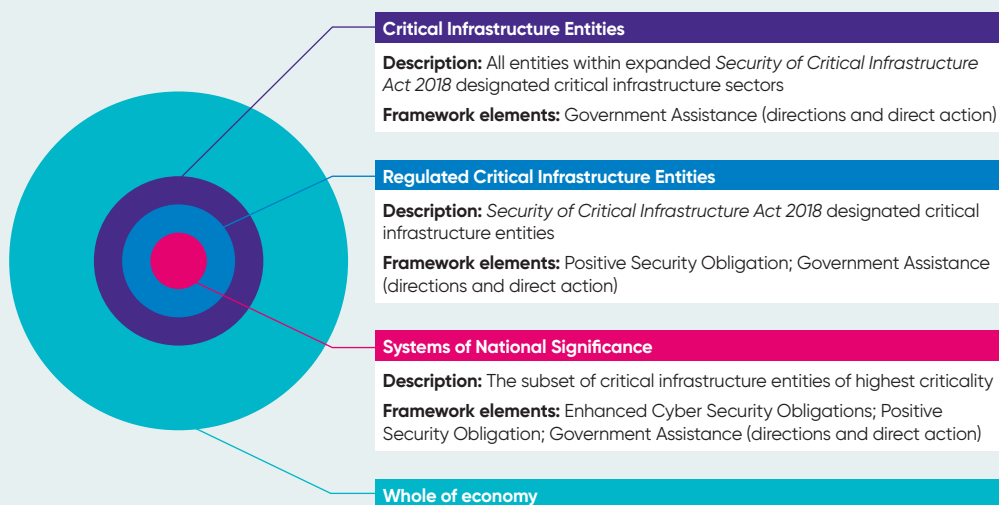 Critical Infrastructure Entities
Description: All entities within expanded Security of Critical Infrastructure
Act 2018 designated critical infrastructure sectors
Framework elements: Government Assistance (directions and direct action)
Regulated Critical Infrastructure Entities
Description: Security of Critical Infrastructure Act 2018 designated critical
infrastructure entities
Framework elements: Positive Security Obligation; Government Assistance
(directions and direct action)
Systems of National Significance
Description: The subset of critical infrastructure entities of highest criticality
Framework elements: Enhanced Cyber Security Obligations; Positive
Security Obligation; Government Assistance (directions and direct action)
Whole of economy